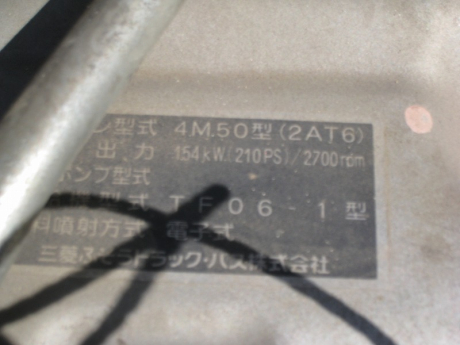 ン型式 4M50型(2AT6)
出力 154kW(210PS)/2700rpm
ポンプ型式
機型式 TF06-1型
料噴射方式 電子式
三菱ふそうトラック・バス株式会社